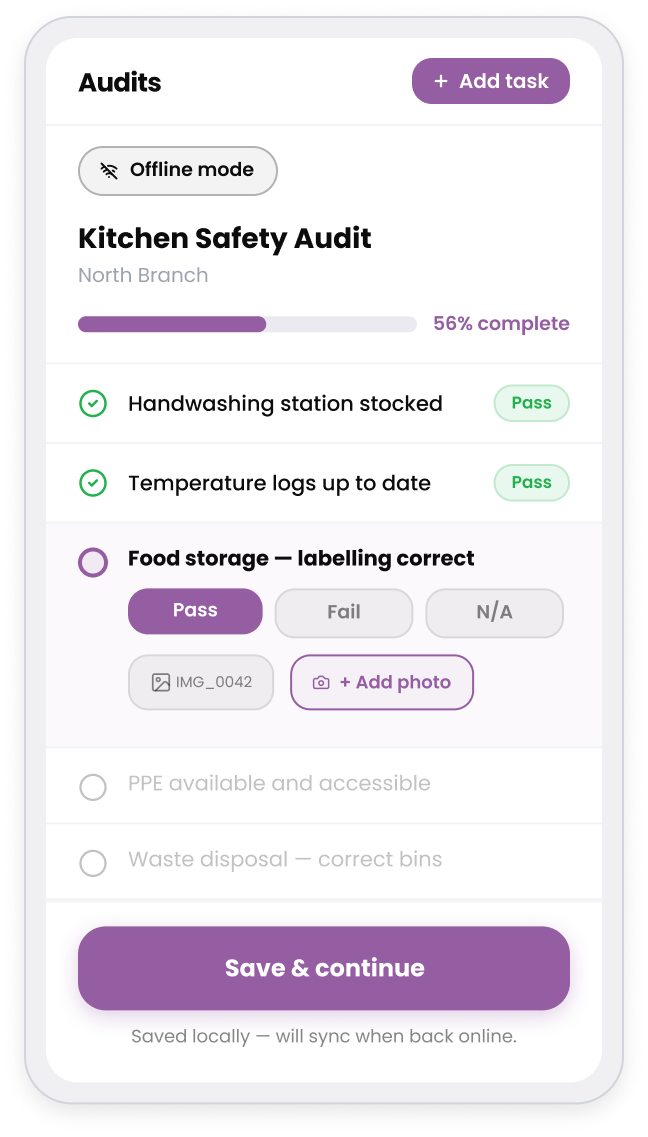 Audits
+ Add task
Offline mode
Kitchen Safety Audit
North Branch
56% complete
Handwashing station stocked
Pass
Temperature logs up to date
Pass
Food storage — labelling correct
Pass
Fail
N/A
IMG_0042
+ Add photo
PPE available and accessible
Waste disposal — correct bins
Save & continue
Saved locally — will sync when back online.